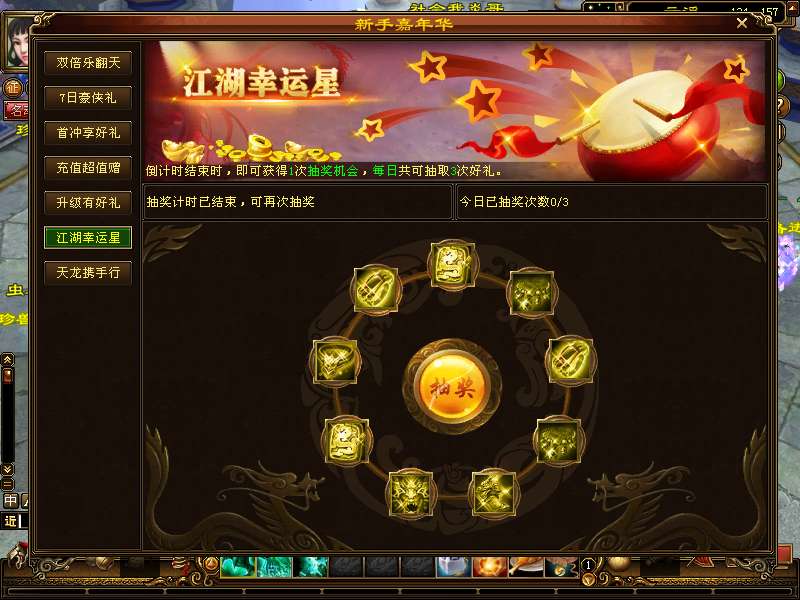 新手嘉年华
双倍乐翻天
7日豪侠礼
首冲享好礼
充值超值赠
升级有好礼
江湖幸运星
天龙携手行
江湖幸运星
倒计时结束时，即可获得1次抽奖机会，每日共可抽取3次好礼。
抽奖计时已结束，可再次抽奖
今日已抽奖次数0/3
抽奖
近